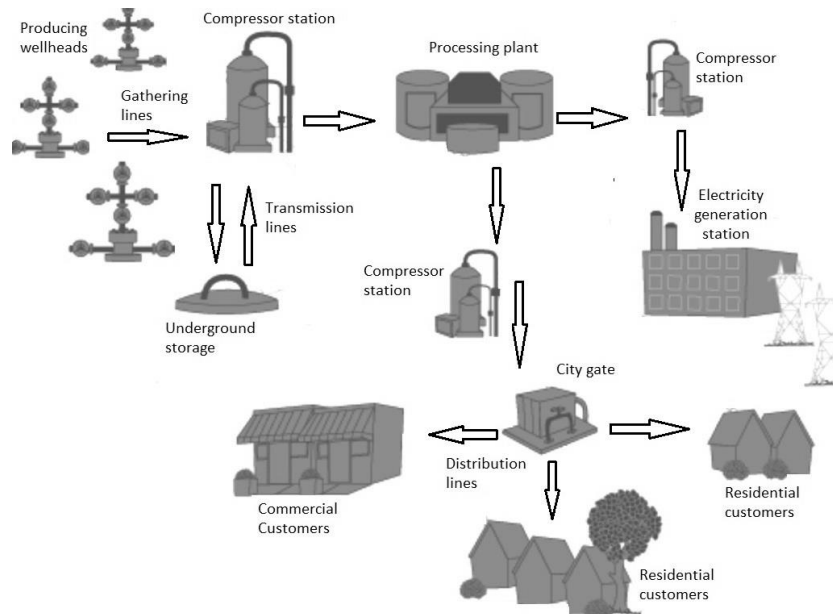 Producing
wellheads
Compressor station
Gathering
lines
Processing plant
Compressor
station
Transmission
lines
Electricity
generation
station
Compressor
station
Underground
storage
City gate
Distribution
lines
Commercial
Customers
Residential
customers
Residential
customers